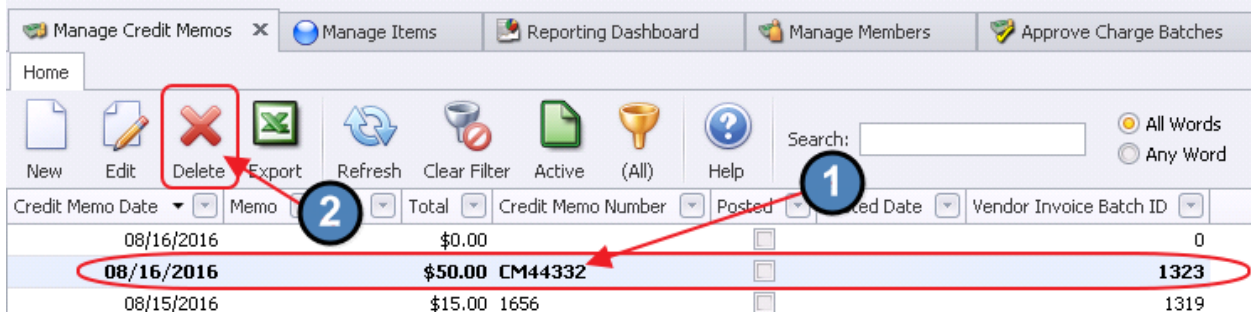 Manage Credit Memos Manage Items Reporting Dashboard Manage Members Approve Charge Batches
Home
New Edit Delete Export Refresh Clear Filter Active (All) Help Search: All Words
Any Word
1
2
Credit Memo Date Memo Total Credit Memo Number Posted Date Vendor Invoice Batch ID
08/16/2016 $0.00 0
08/16/2016 $50.00 CM44332 1323
08/15/2016 $15.00 1656 1319